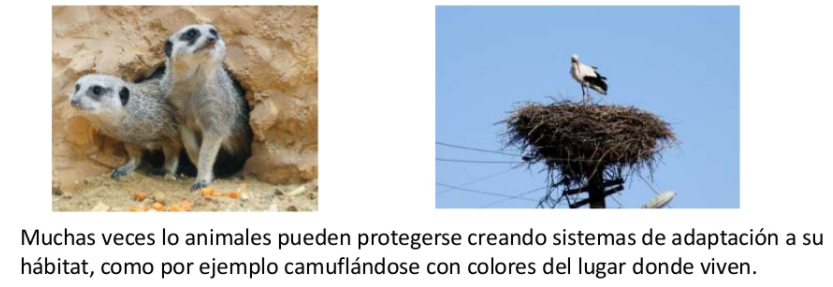 Muchas veces lo animales pueden protegerse creando sistemas de adaptación a su
hábitat, como por ejemplo camuflándose con colores del lugar donde viven.